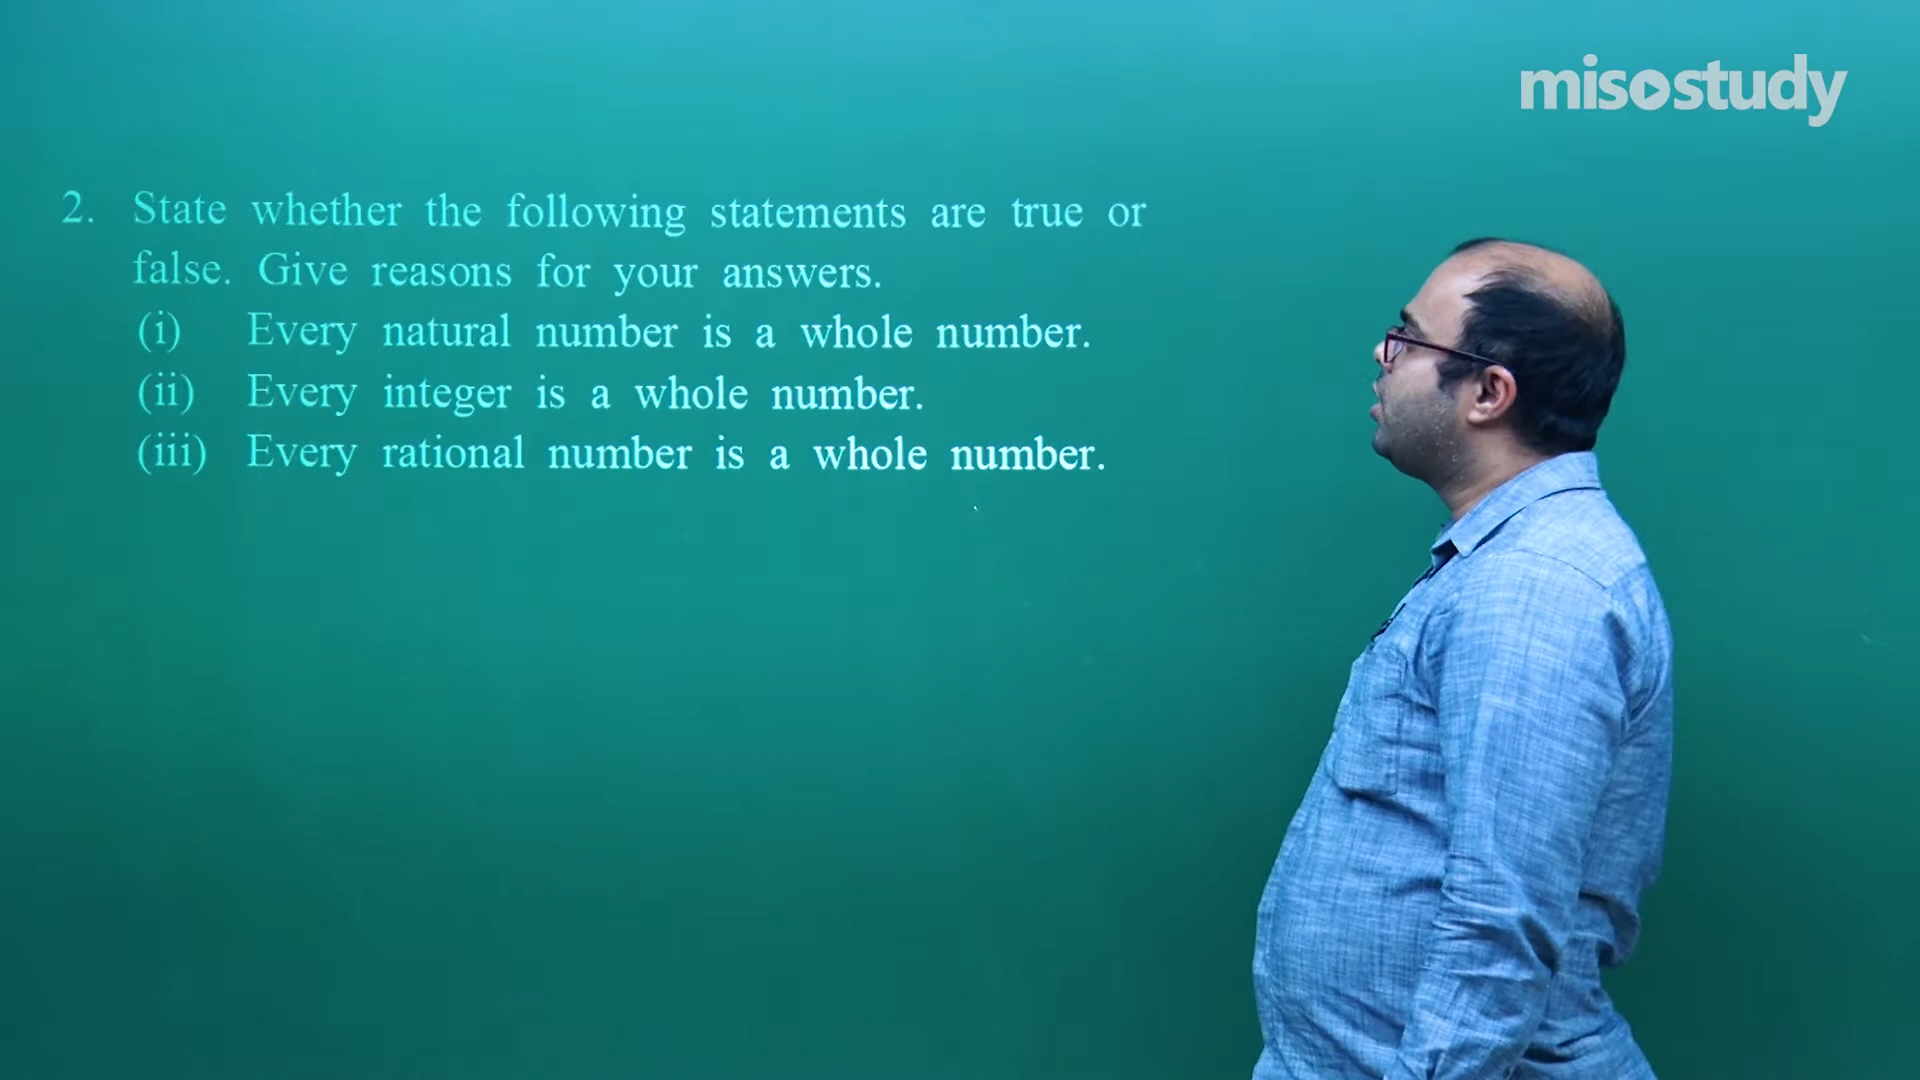 misostudy
2. State whether the following statements are true or
false. Give reasons for your answers.
(i) Every natural number is a whole number.
(ii) Every integer is a whole number.
(iii) Every rational number is a whole number.